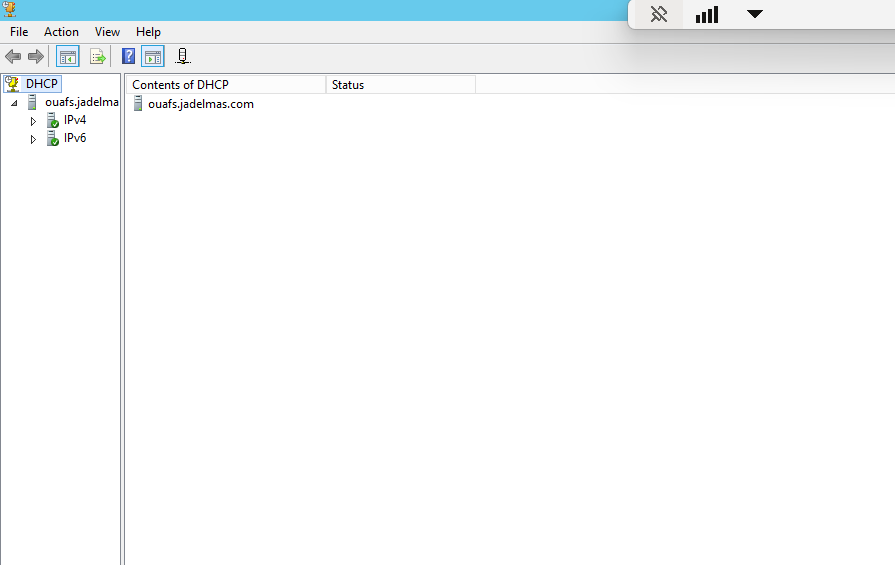 File Action View Help
DHCP
ouafs.jadelma
IPv4
IPv6
Contents of DHCP Status
ouafs.jadelmas.com